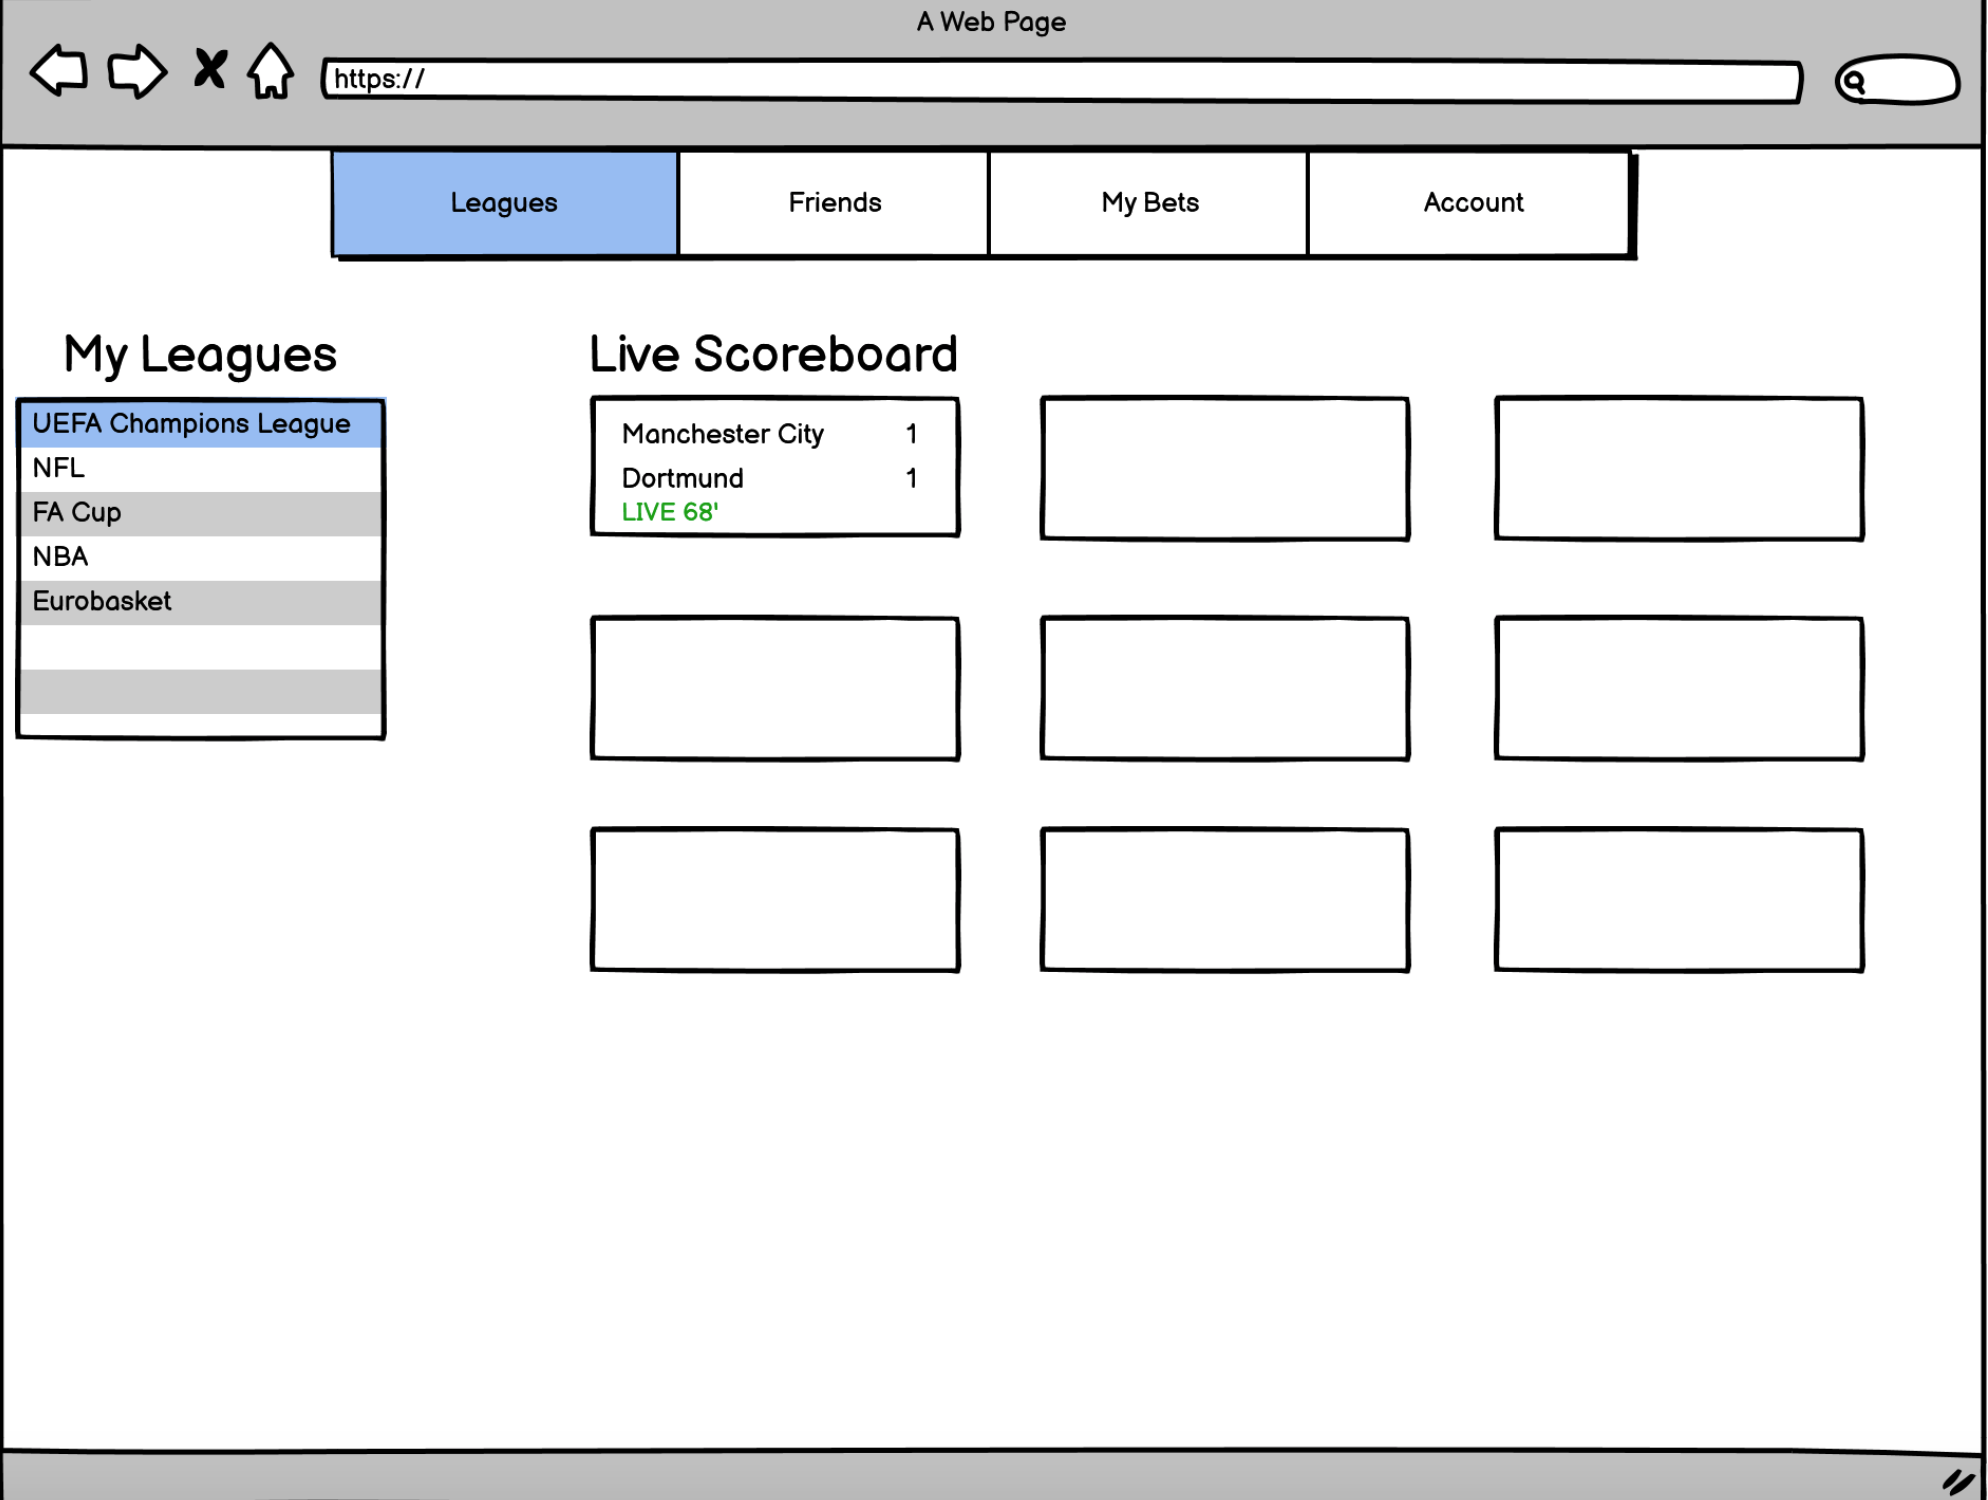 A Web Page
https://
Leagues Friends My Bets Account
My Leagues
UEFA Champions League
NFL
FA Cup
NBA
Eurobasket
Live Scoreboard
Manchester City 1
Dortmund 1
LIVE 68'